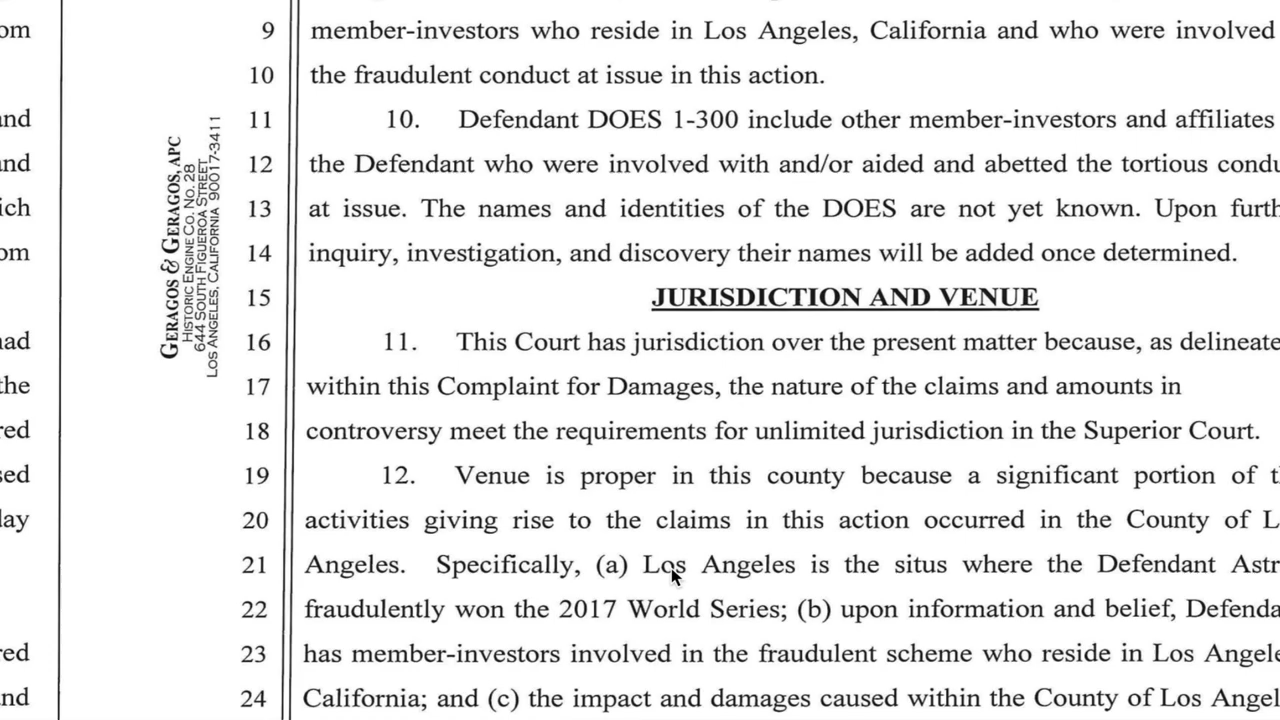 om
and
and
ich
om
had
the
red
sed
lay
red
and
GERAGOS & GERAGOS, APC
HISTORIC ENGINE CO. NO. 28
644 SOUTH FIGUEROA STREET
LOS ANGELES, CALIFORNIA 90017-3411
9 member-investors who reside in Los Angeles, California and who were involved
10 the fraudulent conduct at issue in this action.
11 10. Defendant DOES 1-300 include other member-investors and affiliates
12 the Defendant who were involved with and/or aided and abetted the tortious condu
13 at issue. The names and identities of the DOES are not yet known. Upon furth
14 inquiry, investigation, and discovery their names will be added once determined.
15 JURISDICTION AND VENUE
16 11. This Court has jurisdiction over the present matter because, as delineate
17 within this Complaint for Damages, the nature of the claims and amounts in
18 controversy meet the requirements for unlimited jurisdiction in the Superior Court.
19 12. Venue is proper in this county because a significant portion of t
20 activities giving rise to the claims in this action occurred in the County of L
21 Angeles. Specifically, (a) Los Angeles is the situs where the Defendant Astr
22 fraudulently won the 2017 World Series; (b) upon information and belief, Defenda
23 has member-investors involved in the fraudulent scheme who reside in Los Angele
24 California; and (c) the impact and damages caused within the County of Los Angel